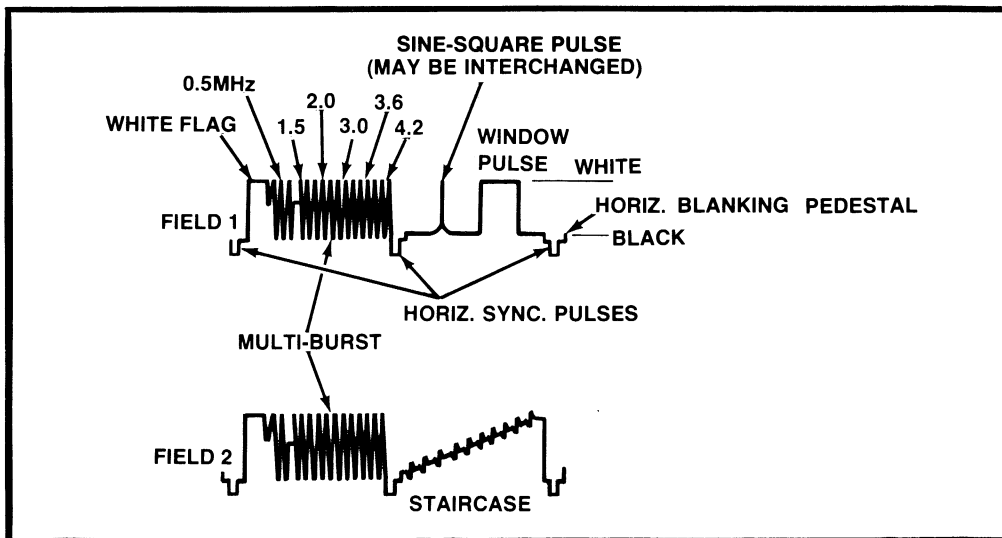 SINE-SQUARE PULSE
(MAY BE INTERCHANGED)
0.5MHz
2.0
3.6
WHITE FLAG
1.5
3.0
4.2
WINDOW
PULSE
WHITE
HORIZ. BLANKING PEDESTAL
FIELD 1
BLACK
HORIZ. SYNC. PULSES
MULTI-BURST
FIELD 2
STAIRCASE